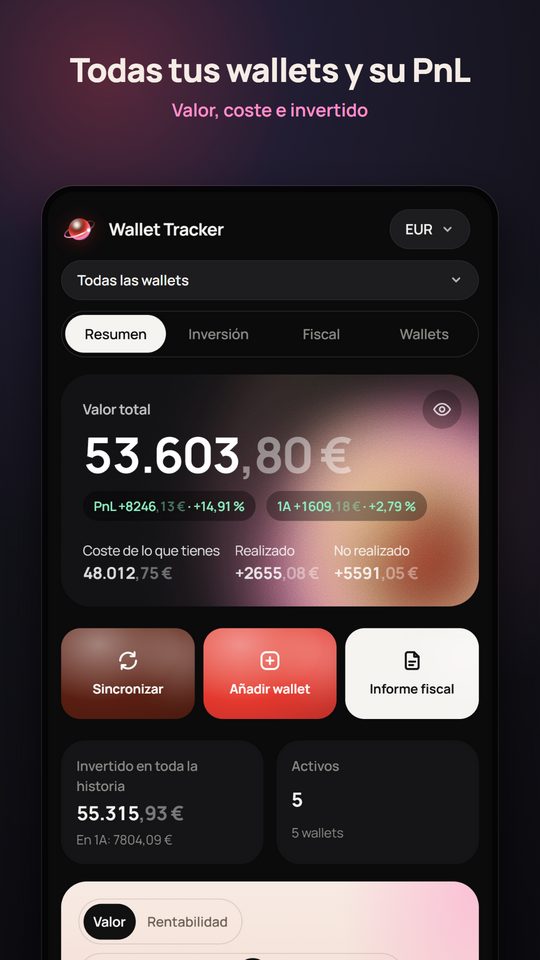 Todas tus wallets y su PnL
Valor, coste e invertido
Wallet Tracker
EUR
Todas las wallets
Resumen Inversión Fiscal Wallets
Valor total
53.603,80 €
PnL +8246,13 € · +14,91 % 1A +1609,18 € · +2,79 %
Coste de lo que tienes Realizado No realizado
48.012,75 € +2655,08 € +5591,05 €
Sincronizar Añadir wallet Informe fiscal
Invertido en toda la historia
55.315,93 €
En 1A: 7804,09 €
Activos
5
5 wallets
Valor Rentabilidad